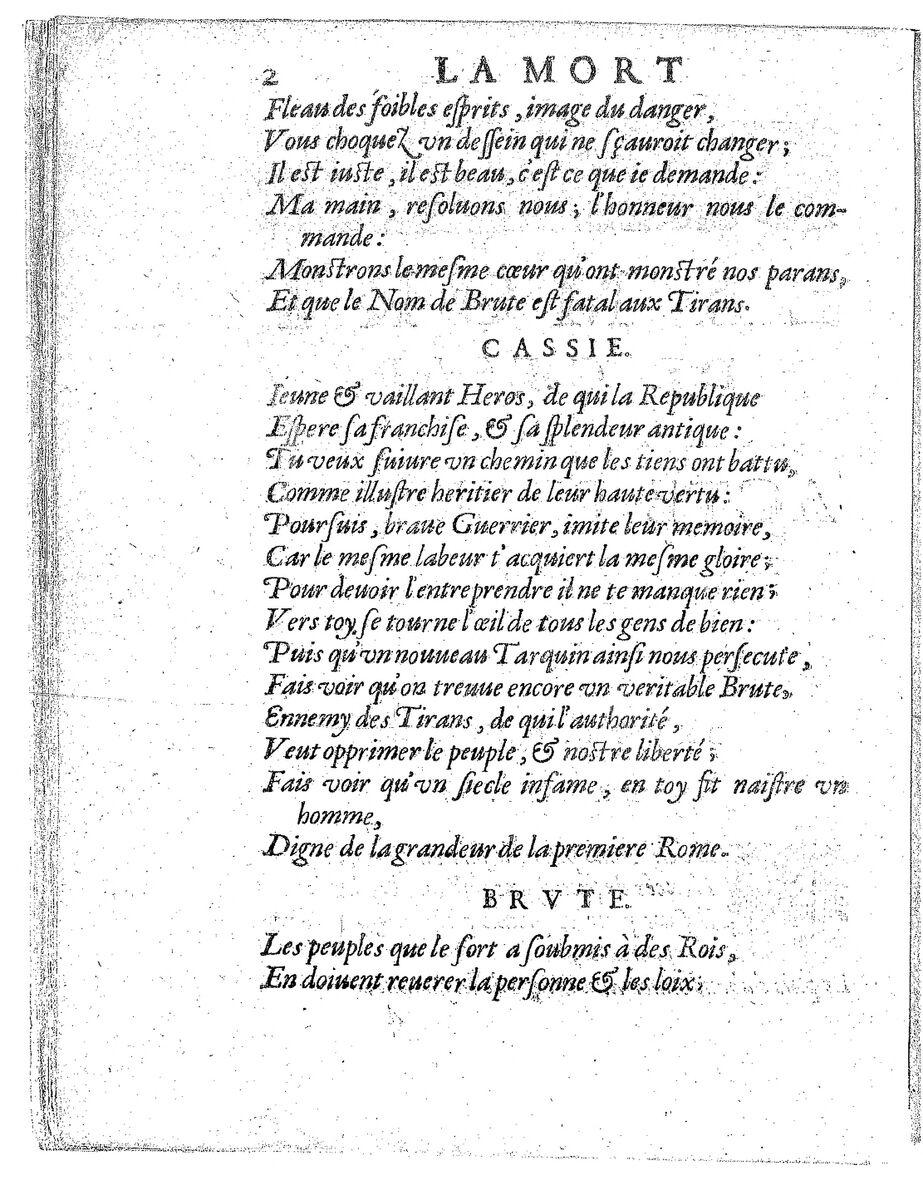 2 LA MORT
Fleau des foibles esprits, image du danger,
Vous choquez vn dessein qui ne sçauroit changer;
Il est iuste, il est beau, c'est ce que ie demande:
Ma main, resoluons nous; l'honneur nous le com-
mande:
Monstrons le mesme cœur qu'ont monstré nos parans,
Et que le Nom de Brute est fatal aux Tirans.
CASSIE.
Ieune & vaillant Heros, de qui la Republique
Espere sa franchise, & sa splendeur antique:
Tu veux suiure vn chemin que les tiens ont battu,
Comme illustre heritier de leur haute vertu:
Poursuis, braue Guerrier, imite leur memoire,
Car le mesme labeur t'acquiert la mesme gloire;
Pour deuoir l'entreprendre il ne te manque rien;
Vers toy se tourne l'œil de tous les gens de bien:
Puis qu'vn nouueau Tarquin ainsi nous persecute,
Fais voir qu'on treuue encore vn veritable Brute,
Ennemy des Tirans, de qui l'authorité,
Veut opprimer le peuple, & nostre liberté;
Fais voir qu'vn siecle infame, en toy fit naistre vn
homme,
Digne de la grandeur de la premiere Rome.
BRVTE.
Les peuples que le sort a soubmis à des Rois,
En doiuent reuerer la personne & les loix;